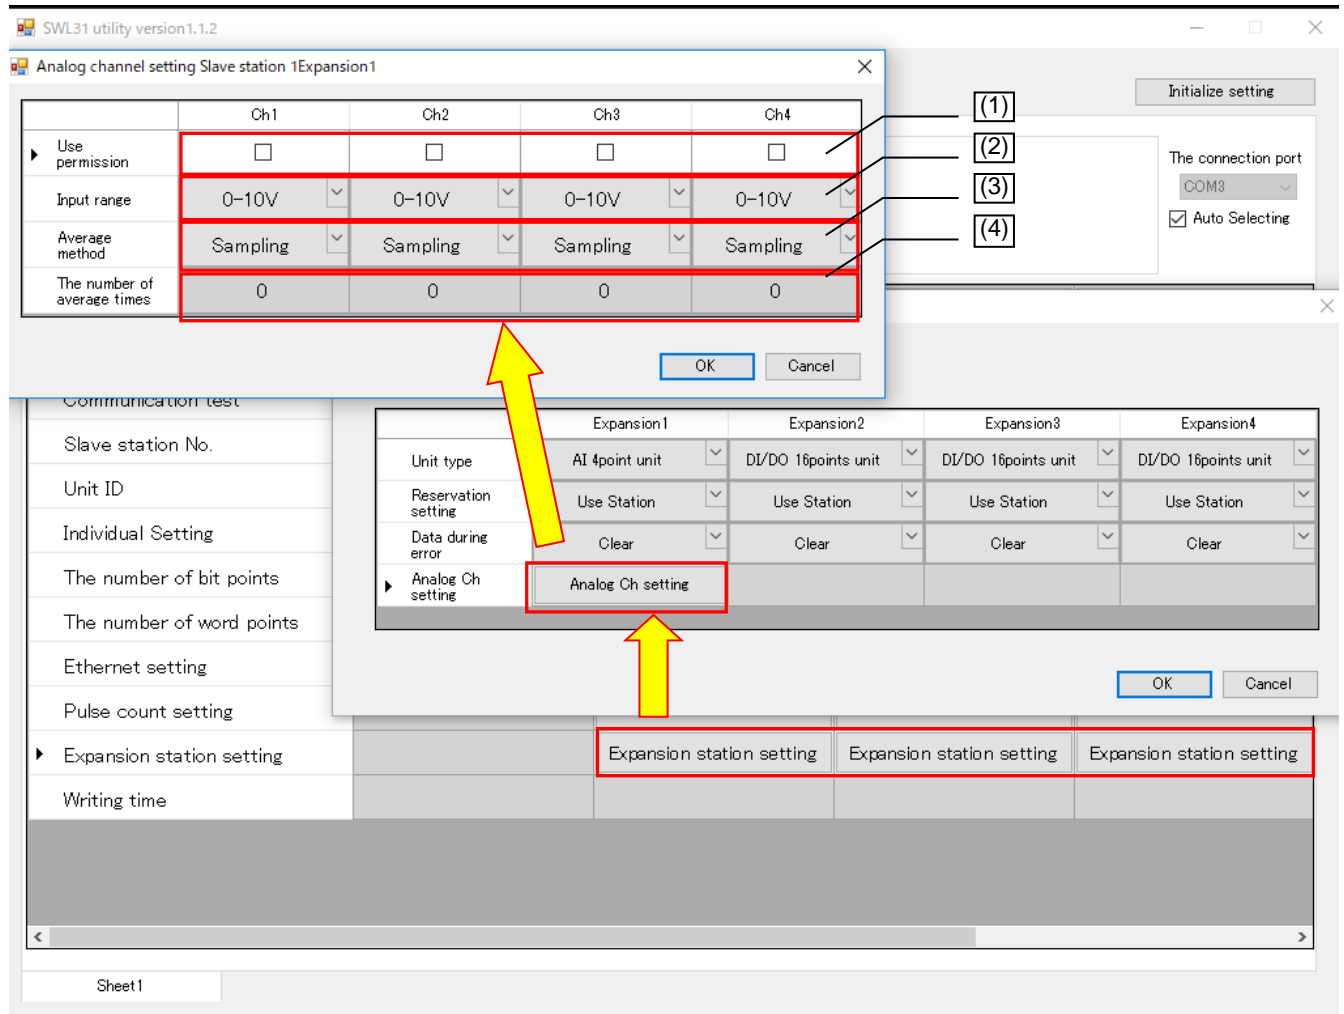 SWL31 utility version1.1.2
Analog channel setting Slave station 1Expansion1
Initialize setting
Ch1 Ch2 Ch3 Ch4
(1)
Use
permission
(2)
The connection port
Input range 0-10V 0-10V 0-10V 0-10V
(3)
COM3
Auto Selecting
Average
method
Sampling Sampling Sampling Sampling
(4)
The number of
average times
0 0 0 0
OK Cancel
Communication test
Expansion1 Expansion2 Expansion3 Expansion4
Slave station No.
Unit type AI 4point unit DI/DO 16points unit DI/DO 16points unit DI/DO 16points unit
Unit ID
Reservation
setting
Use Station Use Station Use Station Use Station
Individual Setting
Data during
error
Clear Clear Clear Clear
The number of bit points
Analog Ch
setting
Analog Ch setting
The number of word points
Ethernet setting
OK Cancel
Pulse count setting
Expansion station setting Expansion station setting Expansion station setting Expansion station setting
Writing time
Sheet1